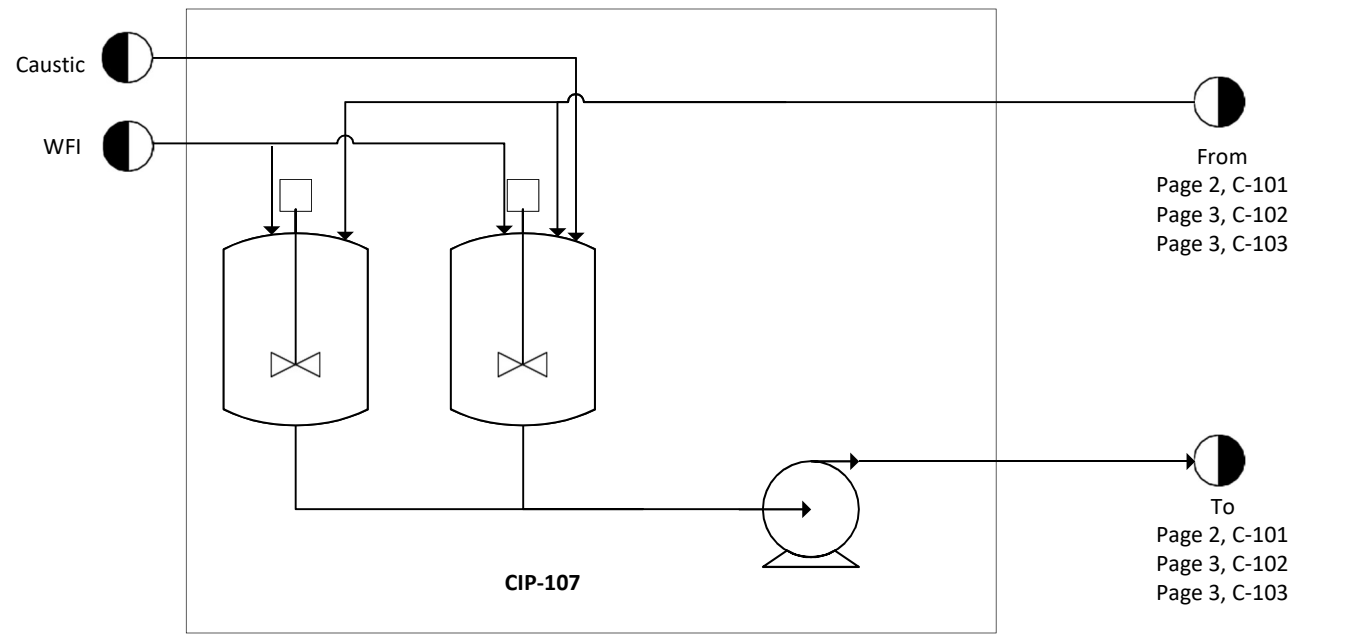 Caustic
WFI
From
Page 2, C-101
Page 3, C-102
Page 3, C-103
To
Page 2, C-101
Page 3, C-102
Page 3, C-103
CIP-107